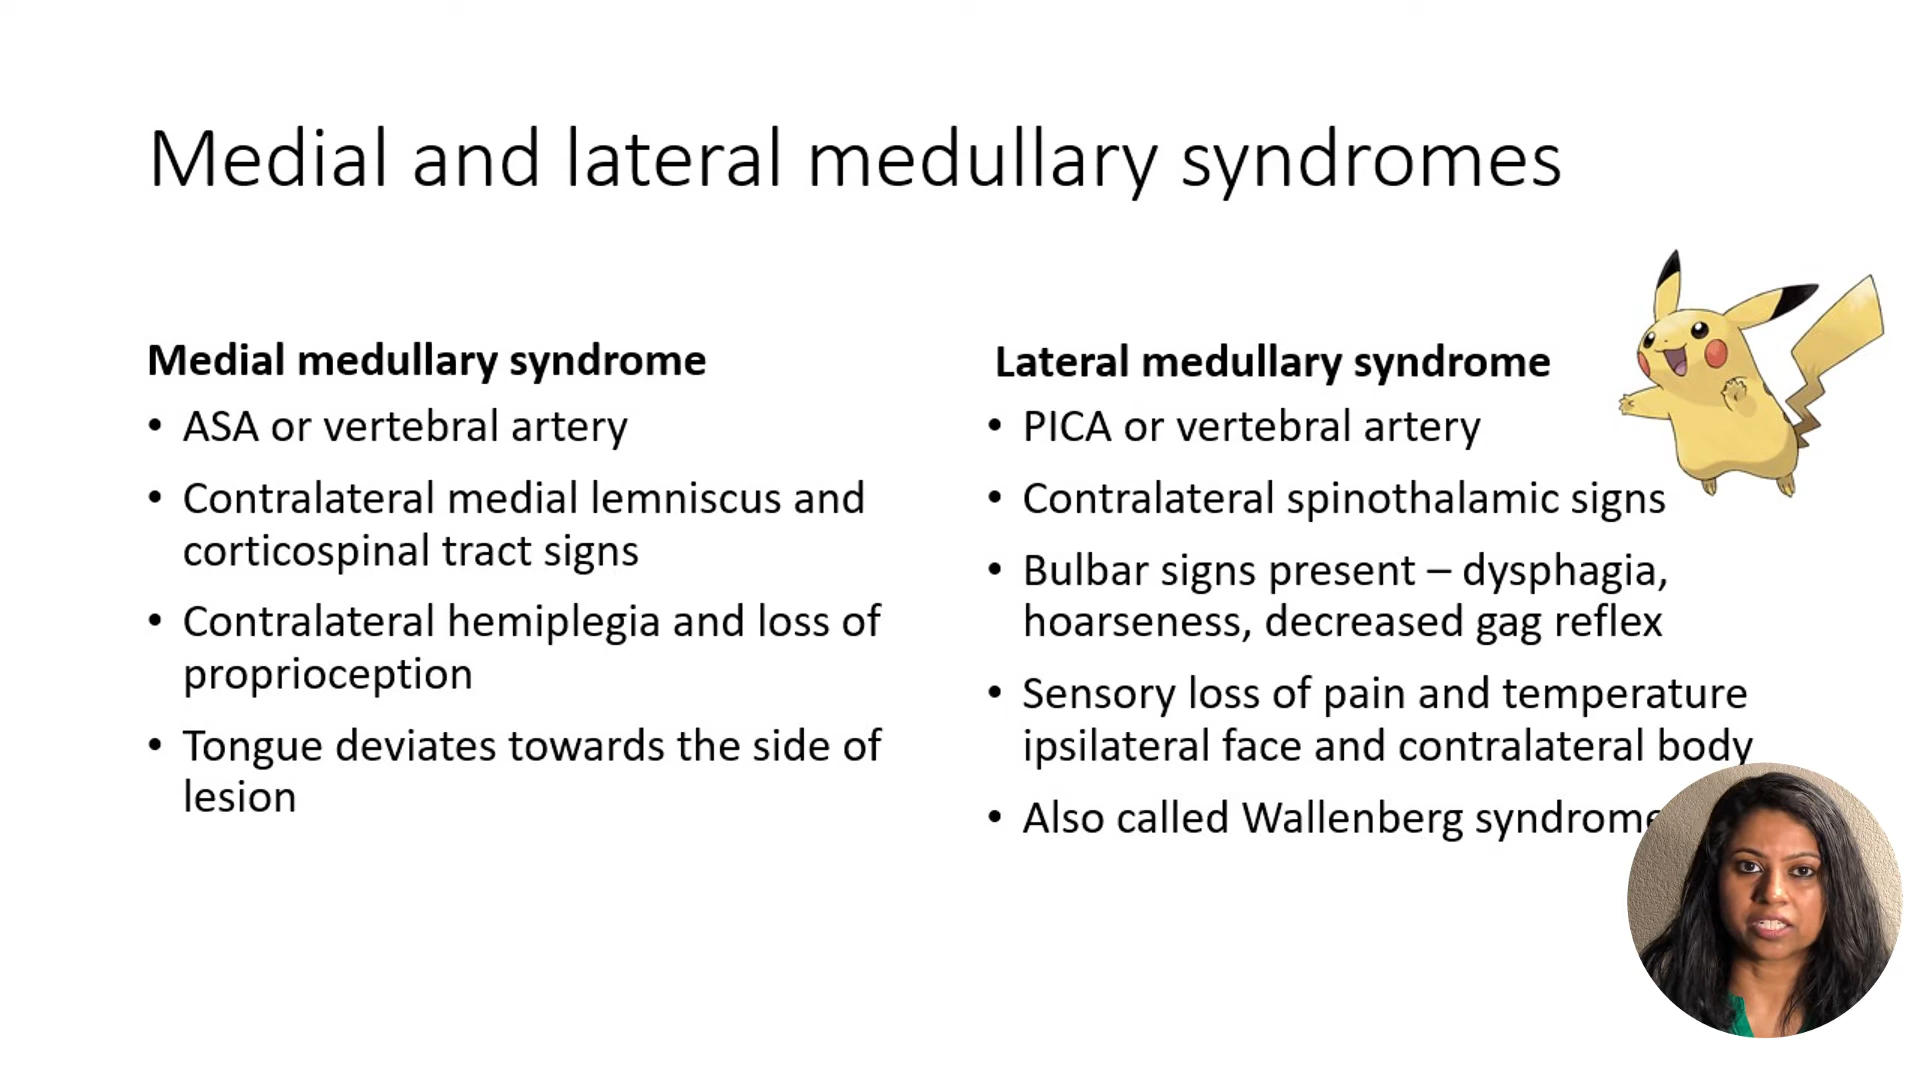 Medial and lateral medullary syndromes
Medial medullary syndrome
• ASA or vertebral artery
• Contralateral medial lemniscus and
corticospinal tract signs
• Contralateral hemiplegia and loss of
proprioception
• Tongue deviates towards the side of
lesion
Lateral medullary syndrome
• PICA or vertebral artery
• Contralateral spinothalamic signs
• Bulbar signs present – dysphagia,
hoarseness, decreased gag reflex
• Sensory loss of pain and temperature
ipsilateral face and contralateral body
• Also called Wallenberg syndrome